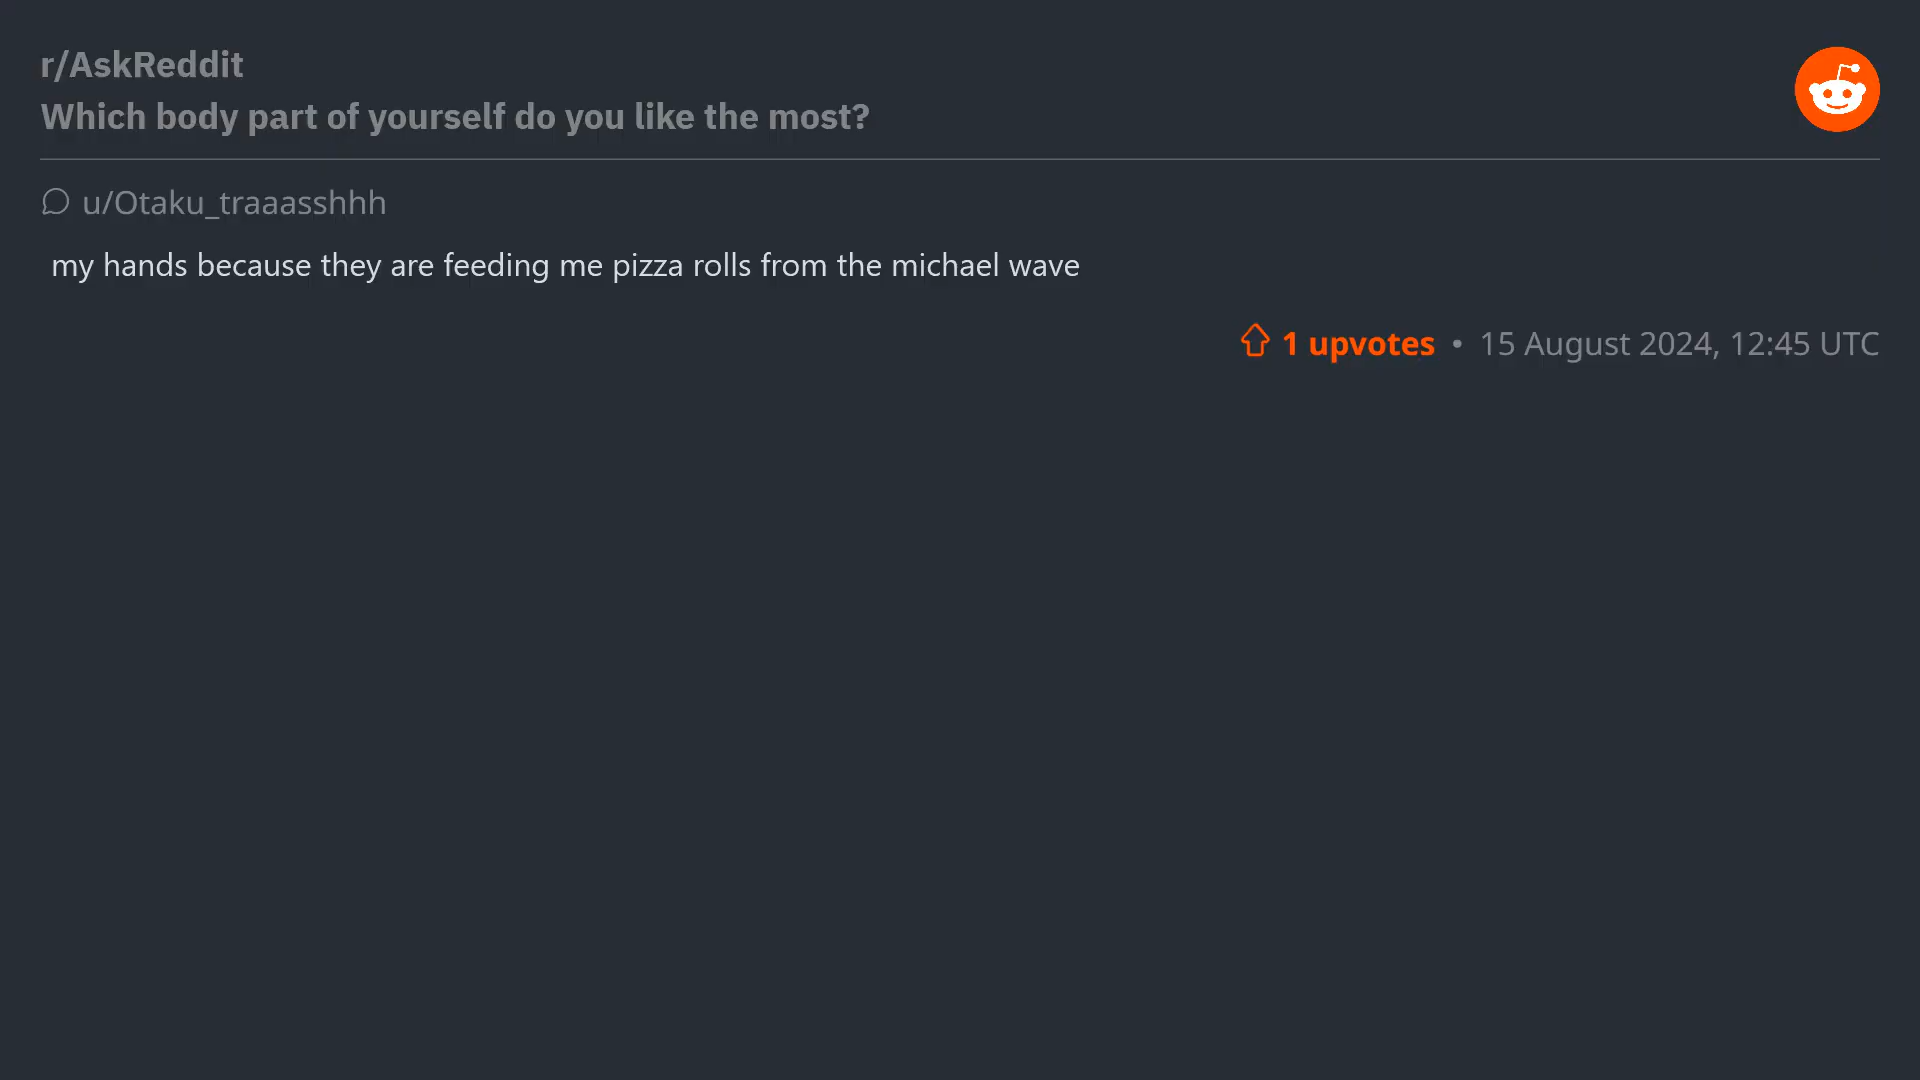 r/AskReddit
Which body part of yourself do you like the most?
u/Otaku_traaasshhh
my hands because they are feeding me pizza rolls from the michael wave
1 upvotes • 15 August 2024, 12:45 UTC